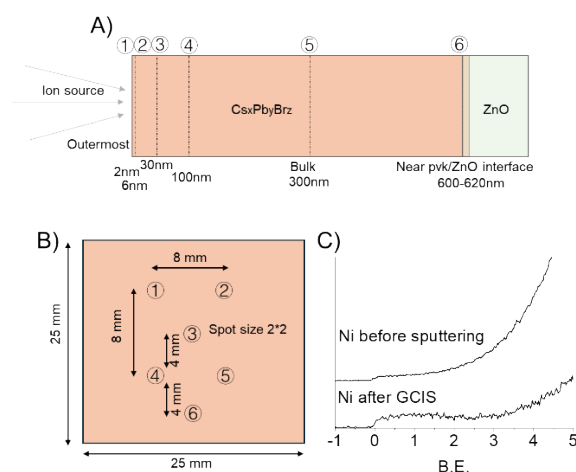 A)
① ② ③ ④ ⑤ ⑥
Ion source
CsxPbyBrz
ZnO
Outermost
2nm
6nm
30nm
100nm
Bulk
300nm
Near pvk/ZnO interface
600-620nm
B)
8 mm
① ②
25 mm
8 mm
③
Spot size 2*2
4 mm
④ ⑤
4 mm
⑥
25 mm
C)
Ni before sputtering
Ni after GCIS
-1 0 1 2 3 4 5
B.E.